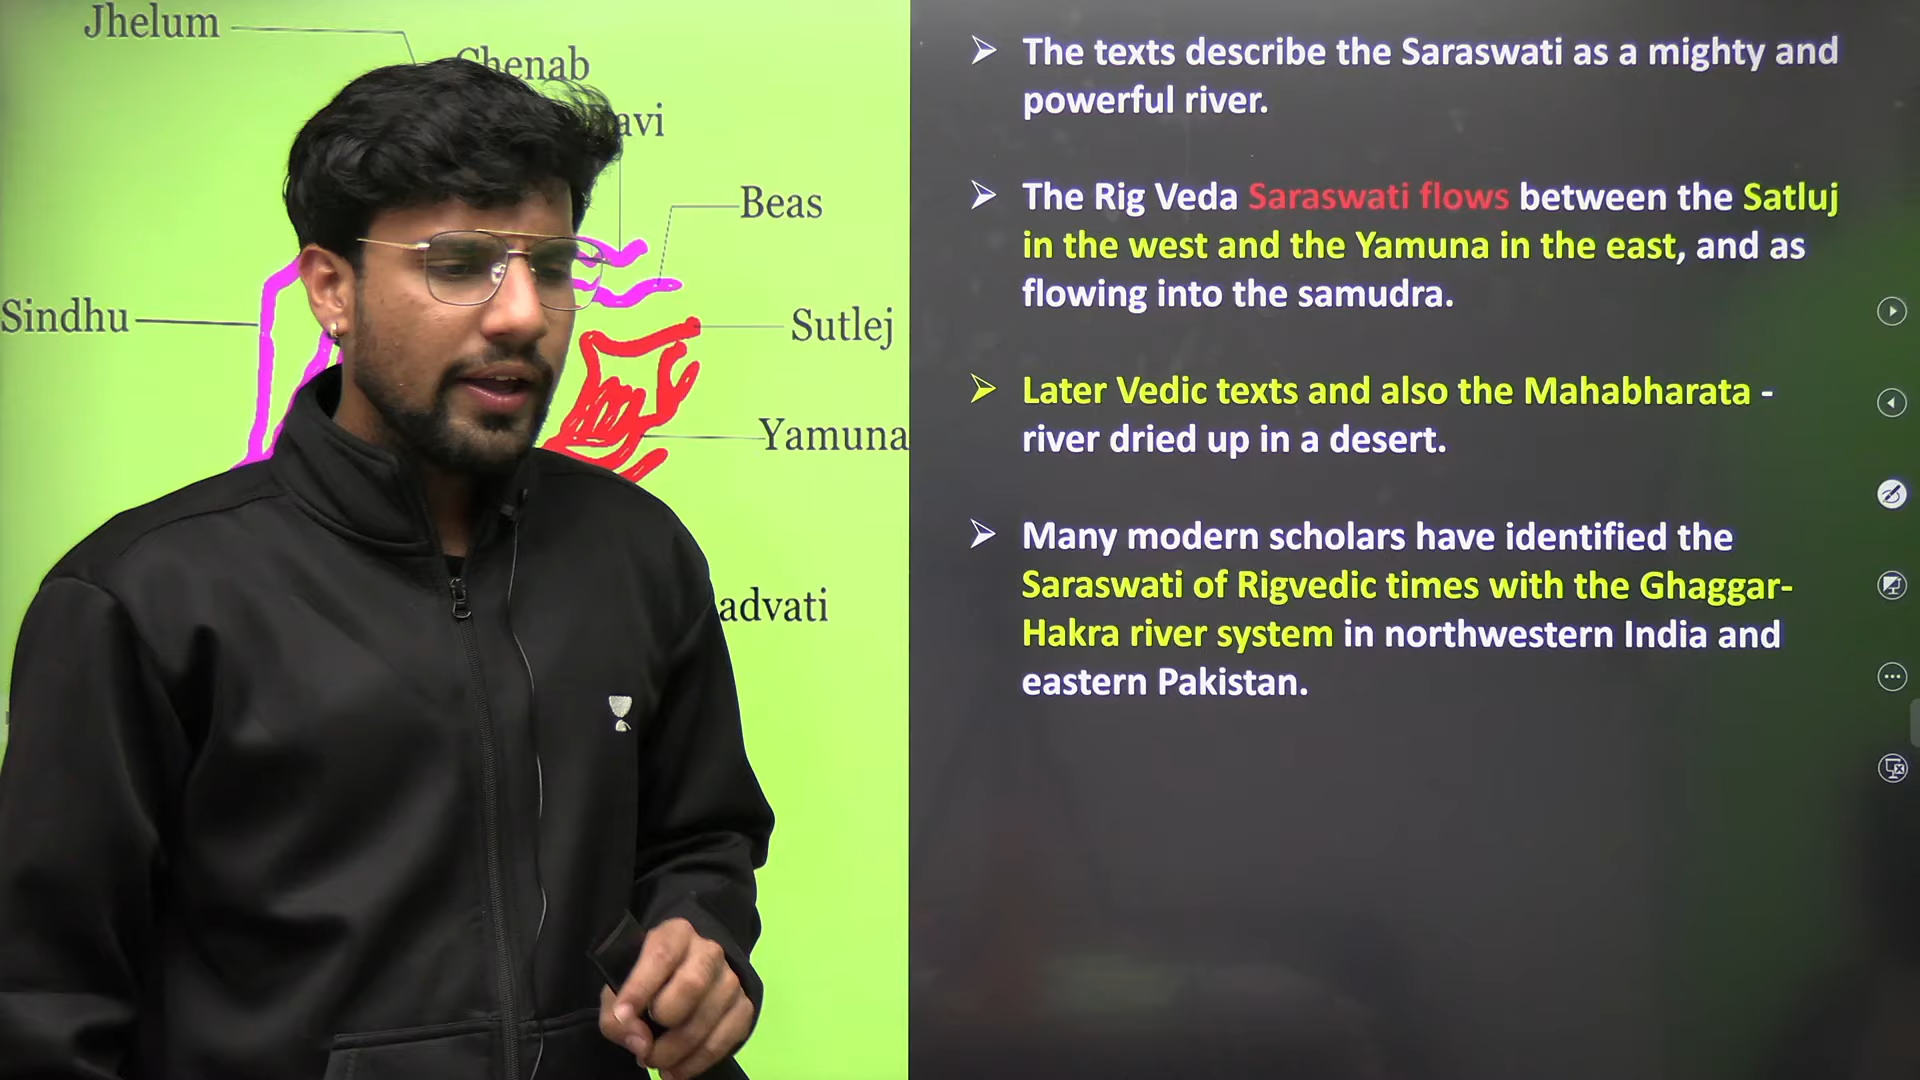 Jhelum
Chenab
avi
Beas
Sindhu
Sutlej
Yamuna
advati
The texts describe the Saraswati as a mighty and
powerful river.
The Rig Veda Saraswati flows between the Satluj
in the west and the Yamuna in the east, and as
flowing into the samudra.
Later Vedic texts and also the Mahabharata -
river dried up in a desert.
Many modern scholars have identified the
Saraswati of Rigvedic times with the Ghaggar-
Hakra river system in northwestern India and
eastern Pakistan.